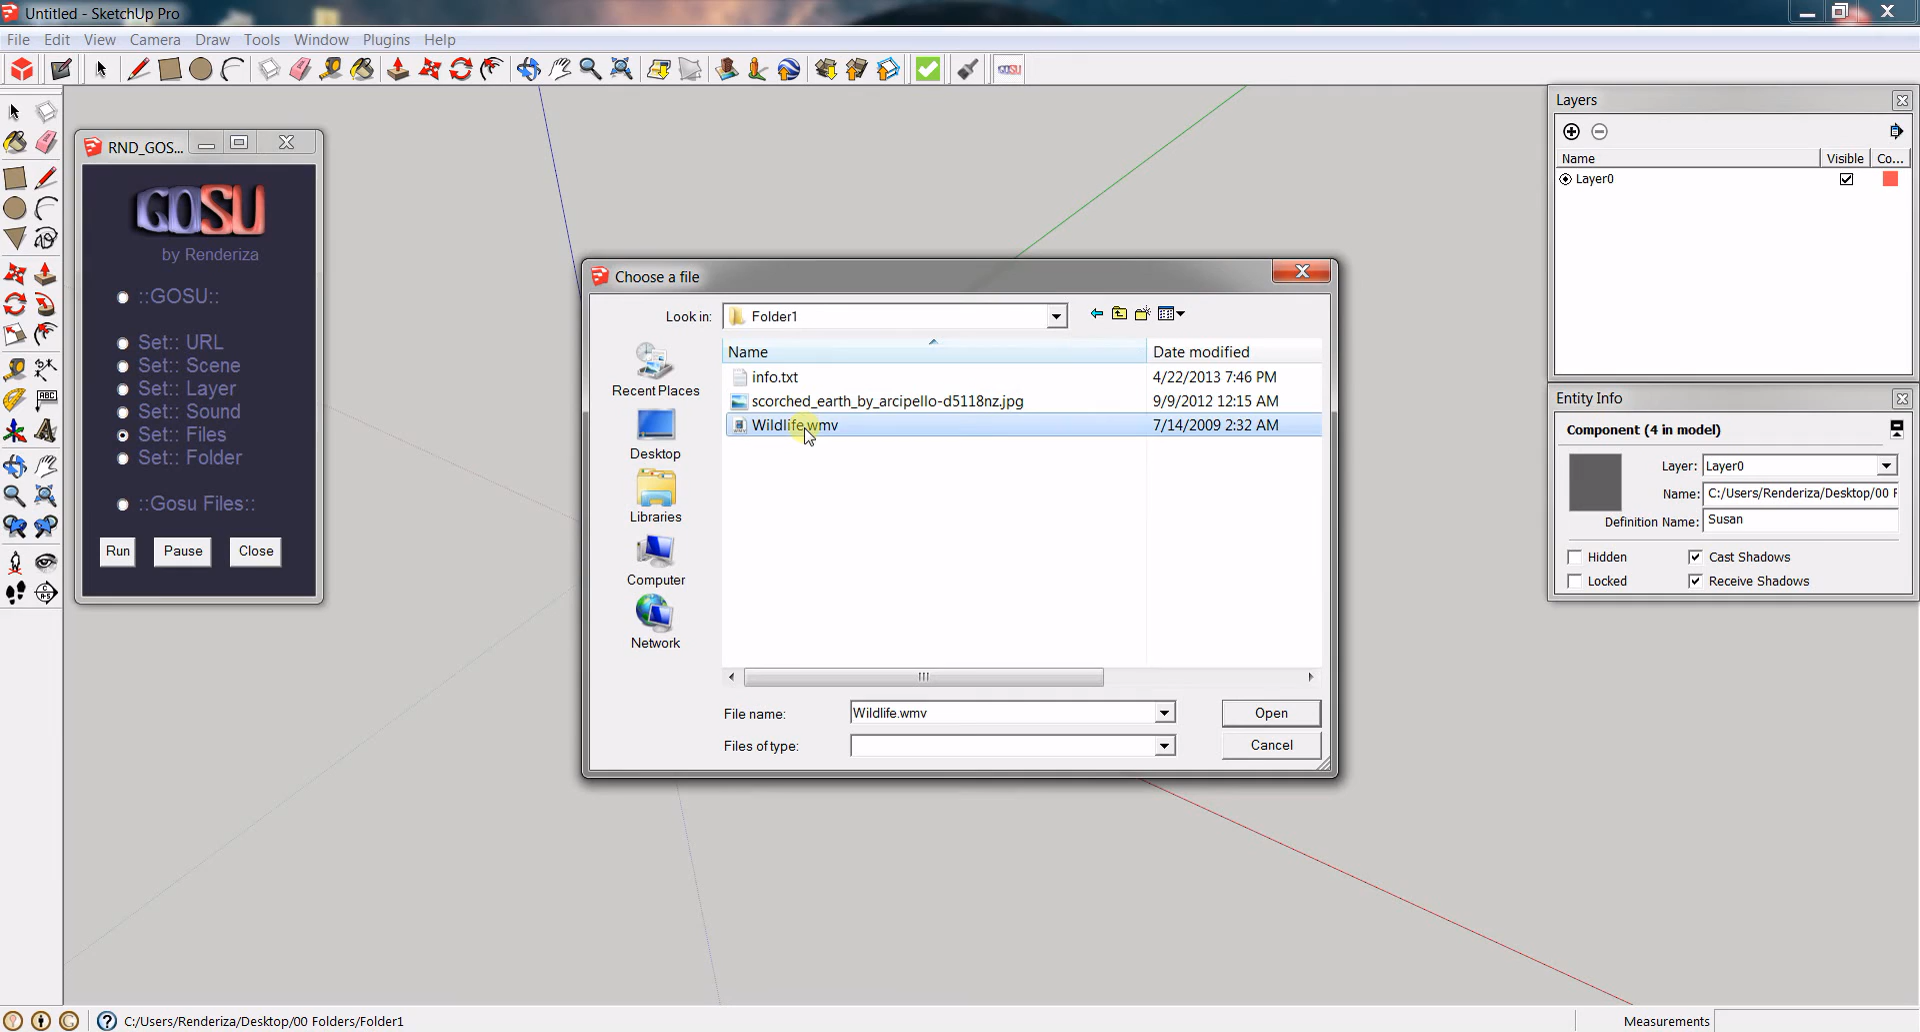 Untitled - SketchUp Pro
File Edit View Camera Draw Tools Window Plugins Help
GOSU
RND_GOS...
GOSU
by Renderiza
::GOSU::
Set:: URL
Set:: Scene
Set:: Layer
Set:: Sound
Set:: Files
Set:: Folder
::Gosu Files::
Run Pause Close
ABC
Choose a file
Look in: Folder1
Name Date modified
info.txt 4/22/2013 7:46 PM
scorched_earth_by_arcipello-d5118nz.jpg 9/9/2012 12:15 AM
Wildlife.wmv 7/14/2009 2:32 AM
Recent Places
Desktop
Libraries
Computer
Network
File name: Wildlife.wmv Open
Files of type: Cancel
Layers
Name Visible Co...
Layer0
Entity Info
Component (4 in model)
Layer: Layer0
Name: C:/Users/Renderiza/Desktop/00 F
Definition Name: Susan
Hidden Cast Shadows
Locked Receive Shadows
C:/Users/Renderiza/Desktop/00 Folders/Folder1
Measurements